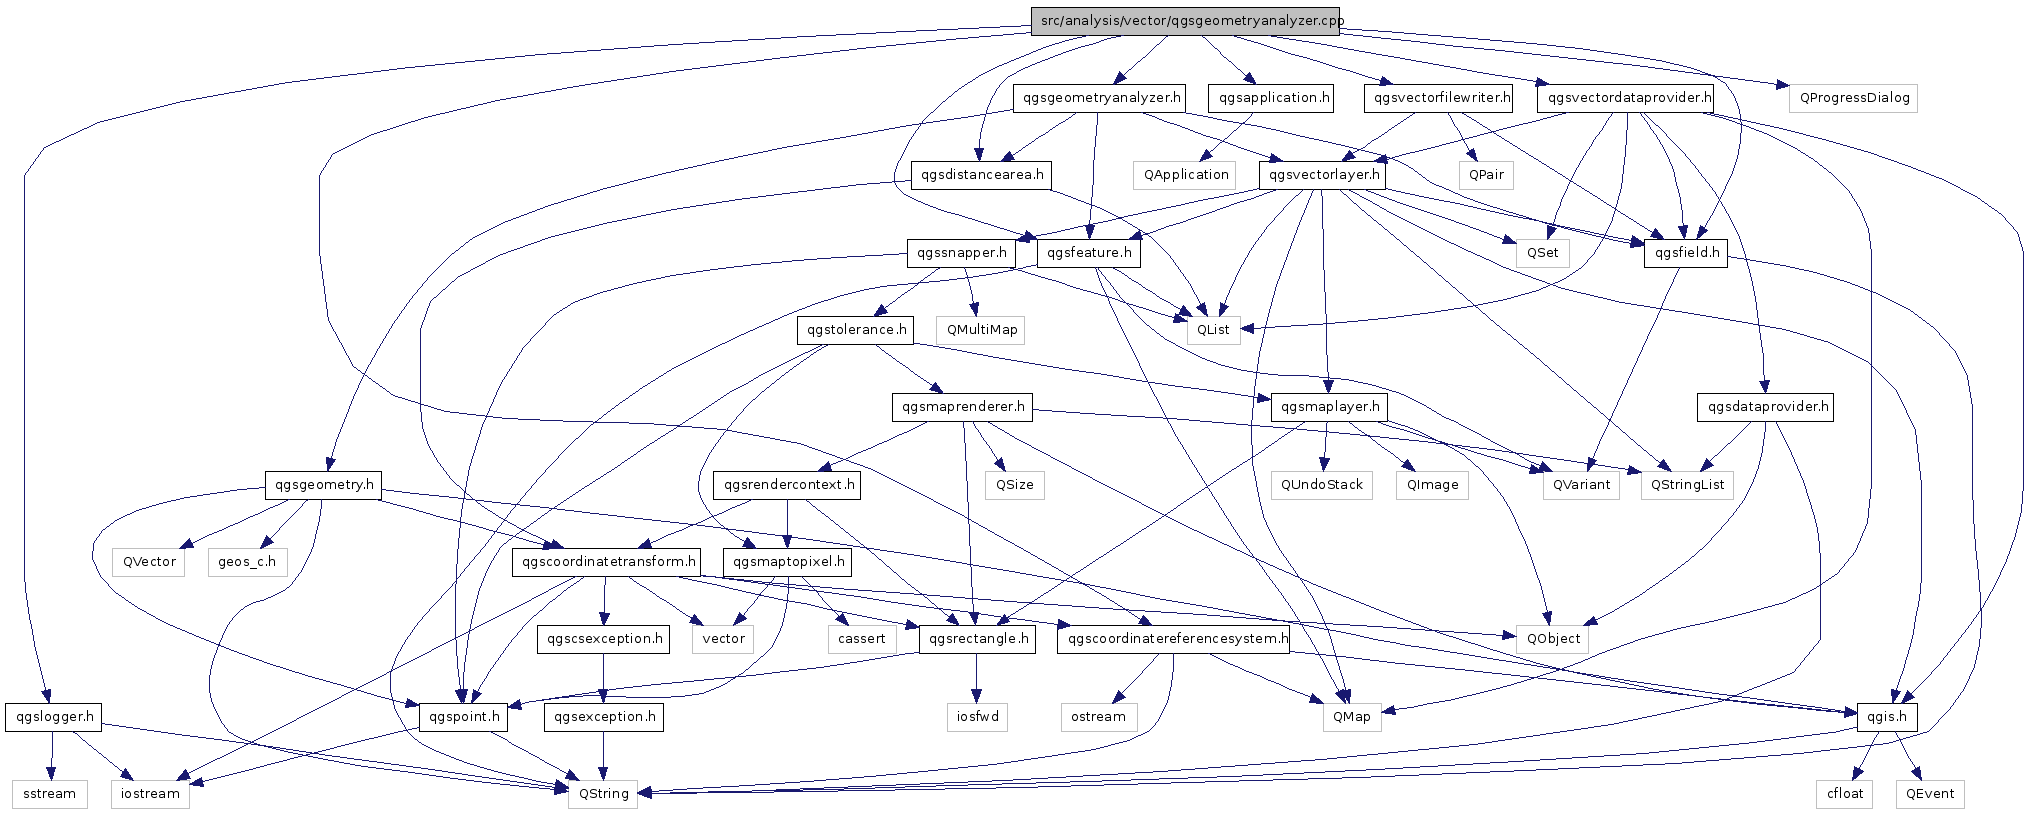 src/analysis/vector/qgsgeometryanalyzer.cpp
qgsgeometryanalyzer.h
qgsapplication.h
qgsvectorfilewriter.h
qgsvectordataprovider.h
QProgressDialog
qgsdistancearea.h
QApplication
qgsvectorlayer.h
QPair
qgssnapper.h
qgsfeature.h
QSet
qgsfield.h
qgstolerance.h
QMultiMap
QList
qgsmaprenderer.h
qgsmaplayer.h
qgsdataprovider.h
qgsgeometry.h
qgsrendercontext.h
QSize
QUndoStack
QImage
QVariant
QStringList
QVector
geos_c.h
qgscoordinatetransform.h
qgsmaptopixel.h
qgscsexception.h
vector
cassert
qgsrectangle.h
qgscoordinatereferencesystem.h
QObject
qgslogger.h
qgspoint.h
qgsexception.h
iosfwd
ostream
QMap
qgis.h
sstream
iostream
QString
cfloat
QEvent